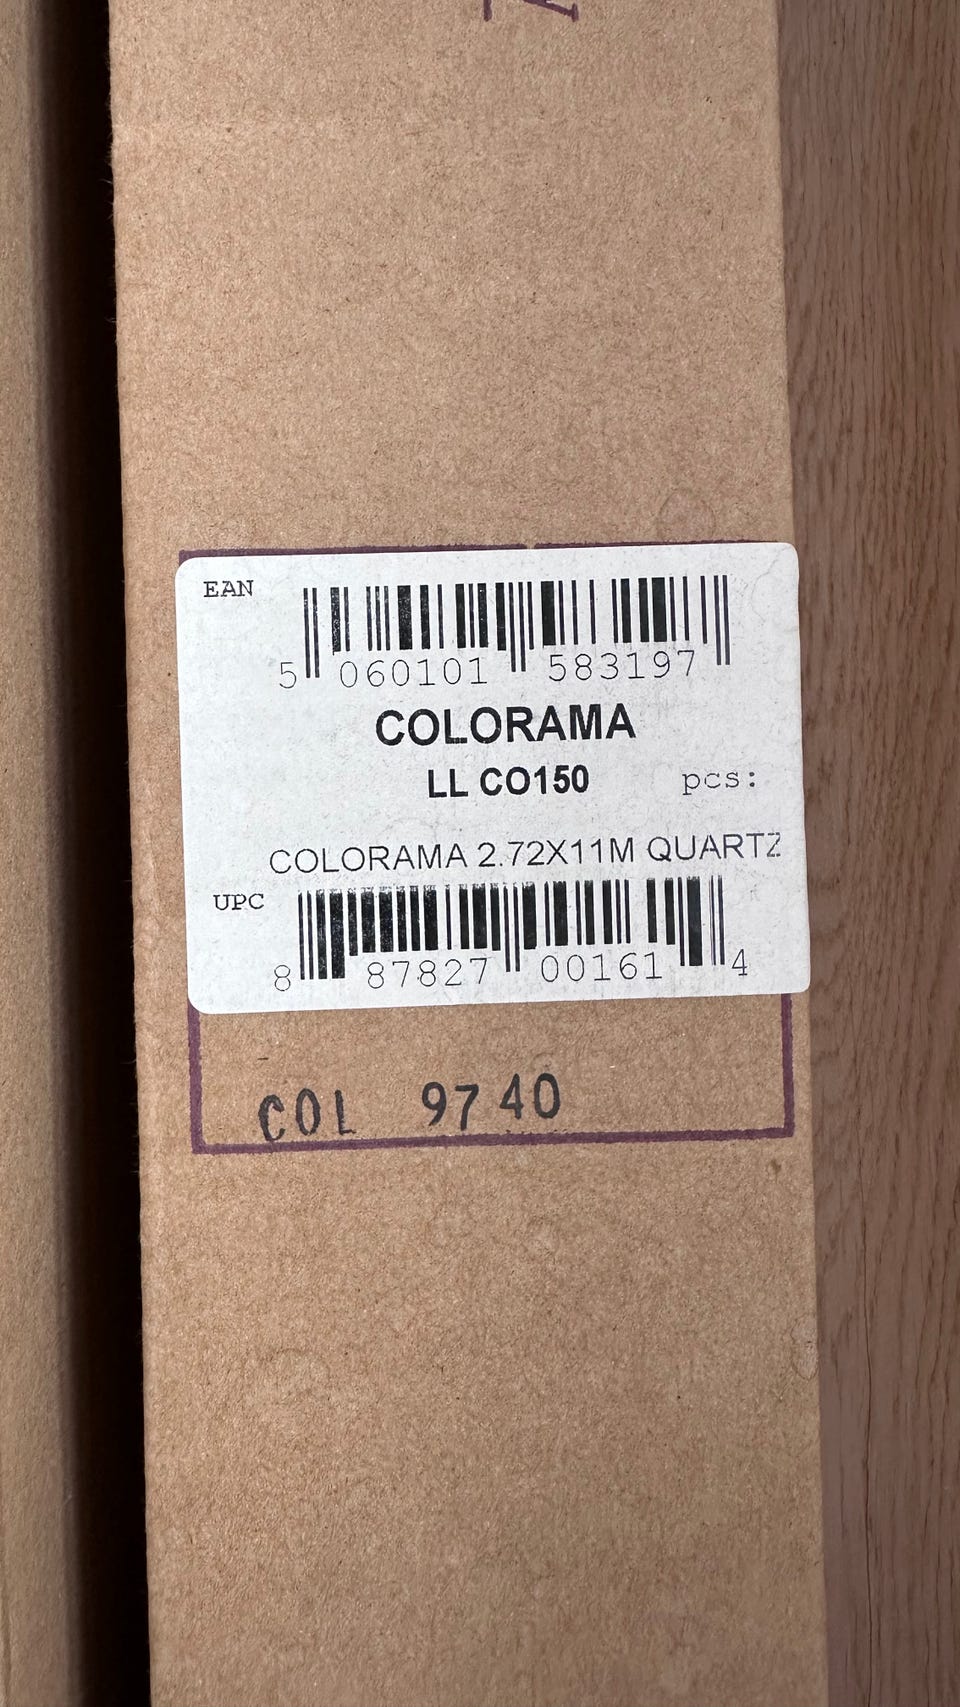 EAN
5 060101 583197
COLORAMA
LL CO150 pcs:
COLORAMA 2.72X11M QUARTZ
UPC
8 87827 00161 4
COL 9740